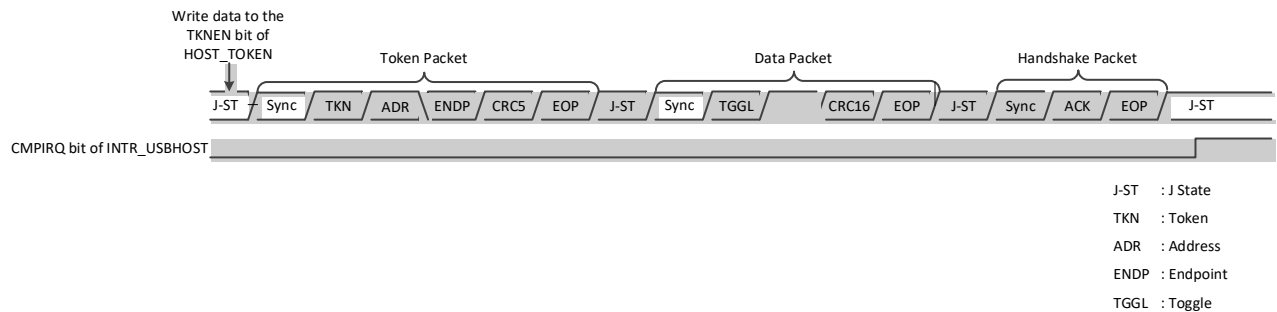 Write data to the
TKNEN bit of
HOST_TOKEN
Token Packet
Data Packet
Handshake Packet
J-ST Sync TKN ADR ENDP CRC5 EOP J-ST Sync TGGL CRC16 EOP J-ST Sync ACK EOP J-ST
CMPIRQ bit of INTR_USBHOST
J-ST : J State
TKN : Token
ADR : Address
ENDP : Endpoint
TGGL : Toggle